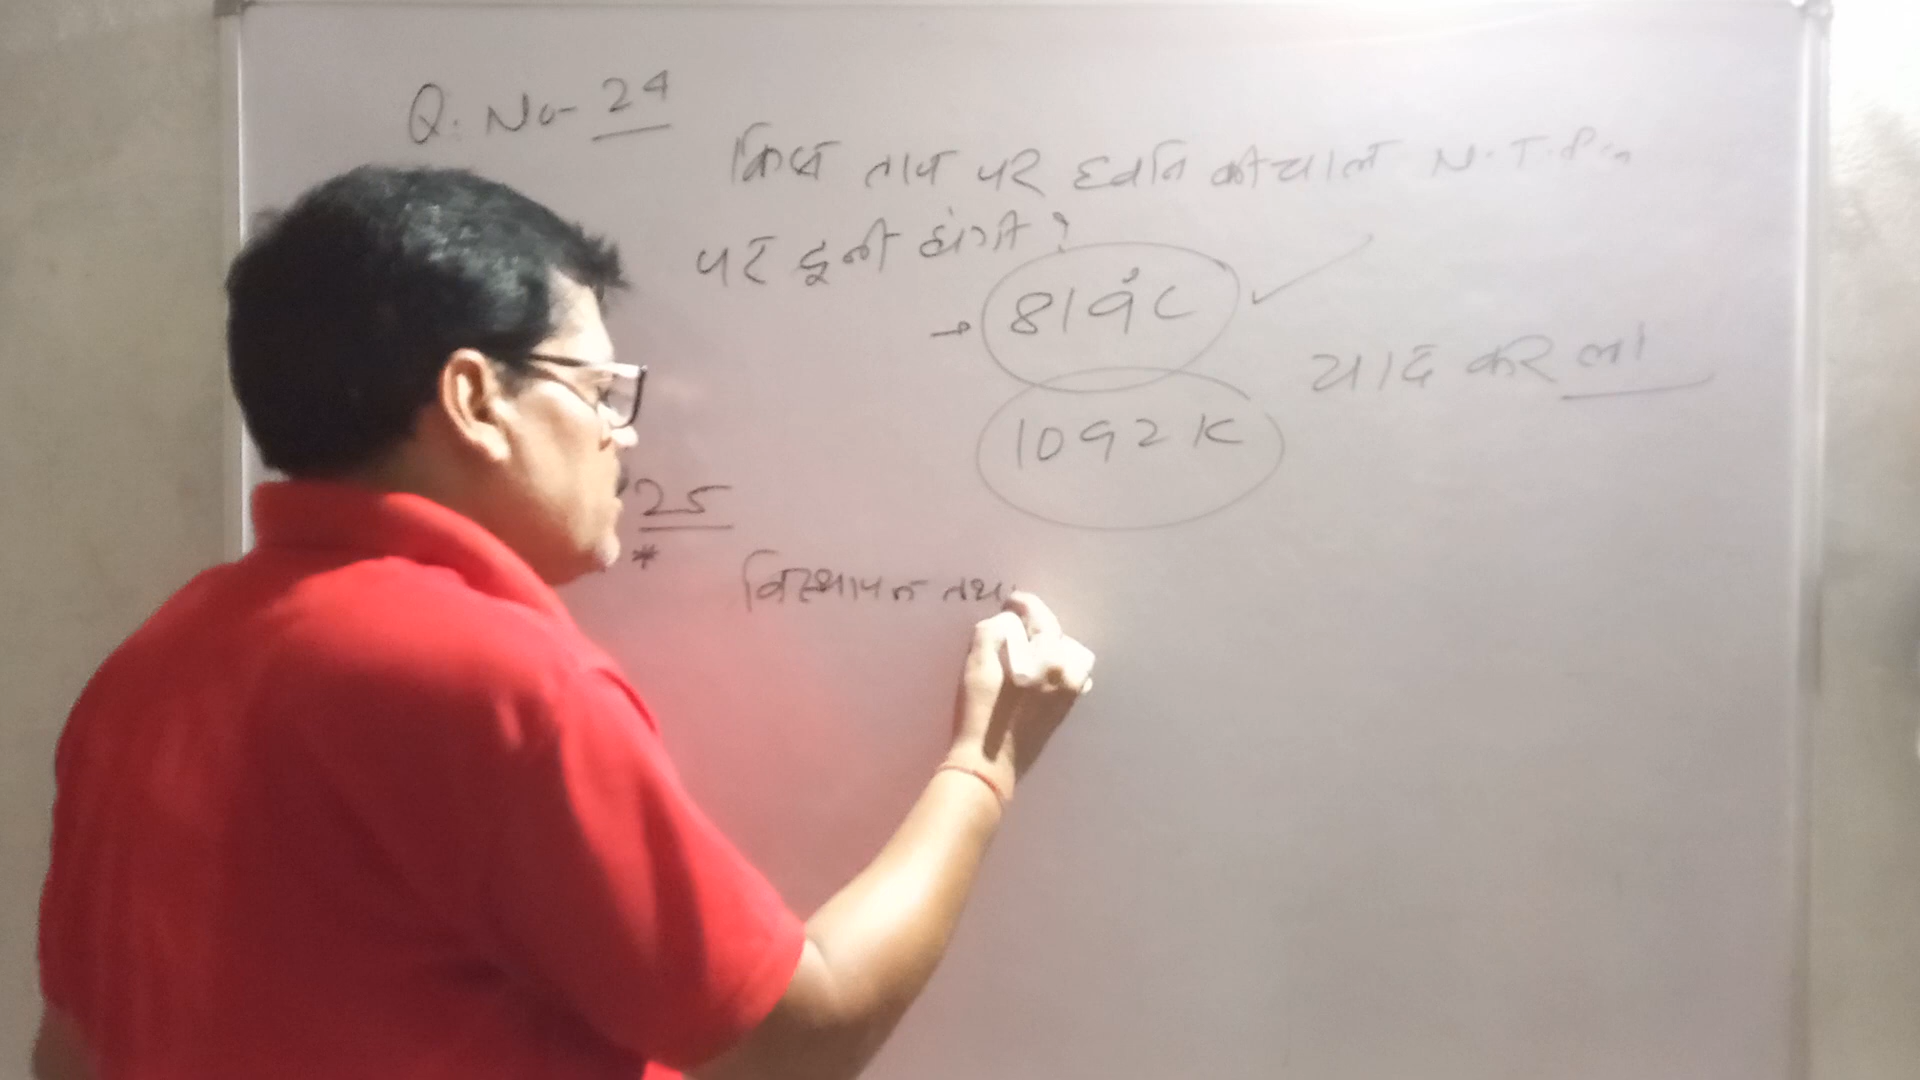 Q. No- 24
किस ताप पर ध्वनि की चाल N.T.P.
पर दूनी होगी ?
→ 819°C ✓
याद कर लो
1092 K
25
*
विस्थापन तथा